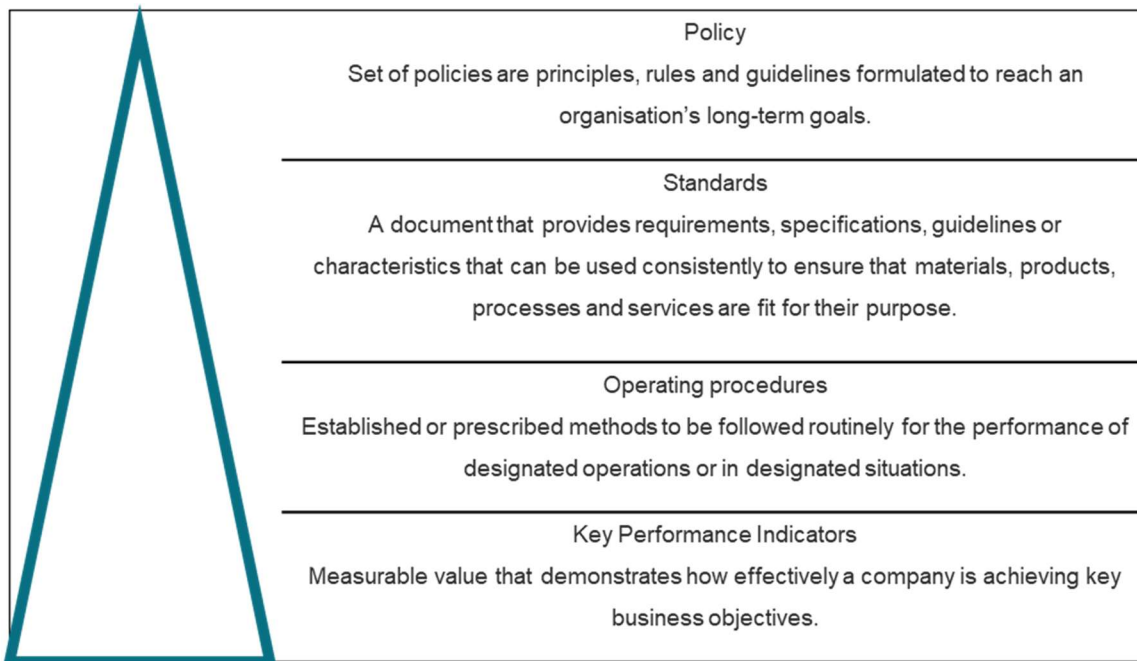 Policy
Set of policies are principles, rules and guidelines formulated to reach an
organisation's long-term goals.
Standards
A document that provides requirements, specifications, guidelines or
characteristics that can be used consistently to ensure that materials, products,
processes and services are fit for their purpose.
Operating procedures
Established or prescribed methods to be followed routinely for the performance of
designated operations or in designated situations.
Key Performance Indicators
Measurable value that demonstrates how effectively a company is achieving key
business objectives.